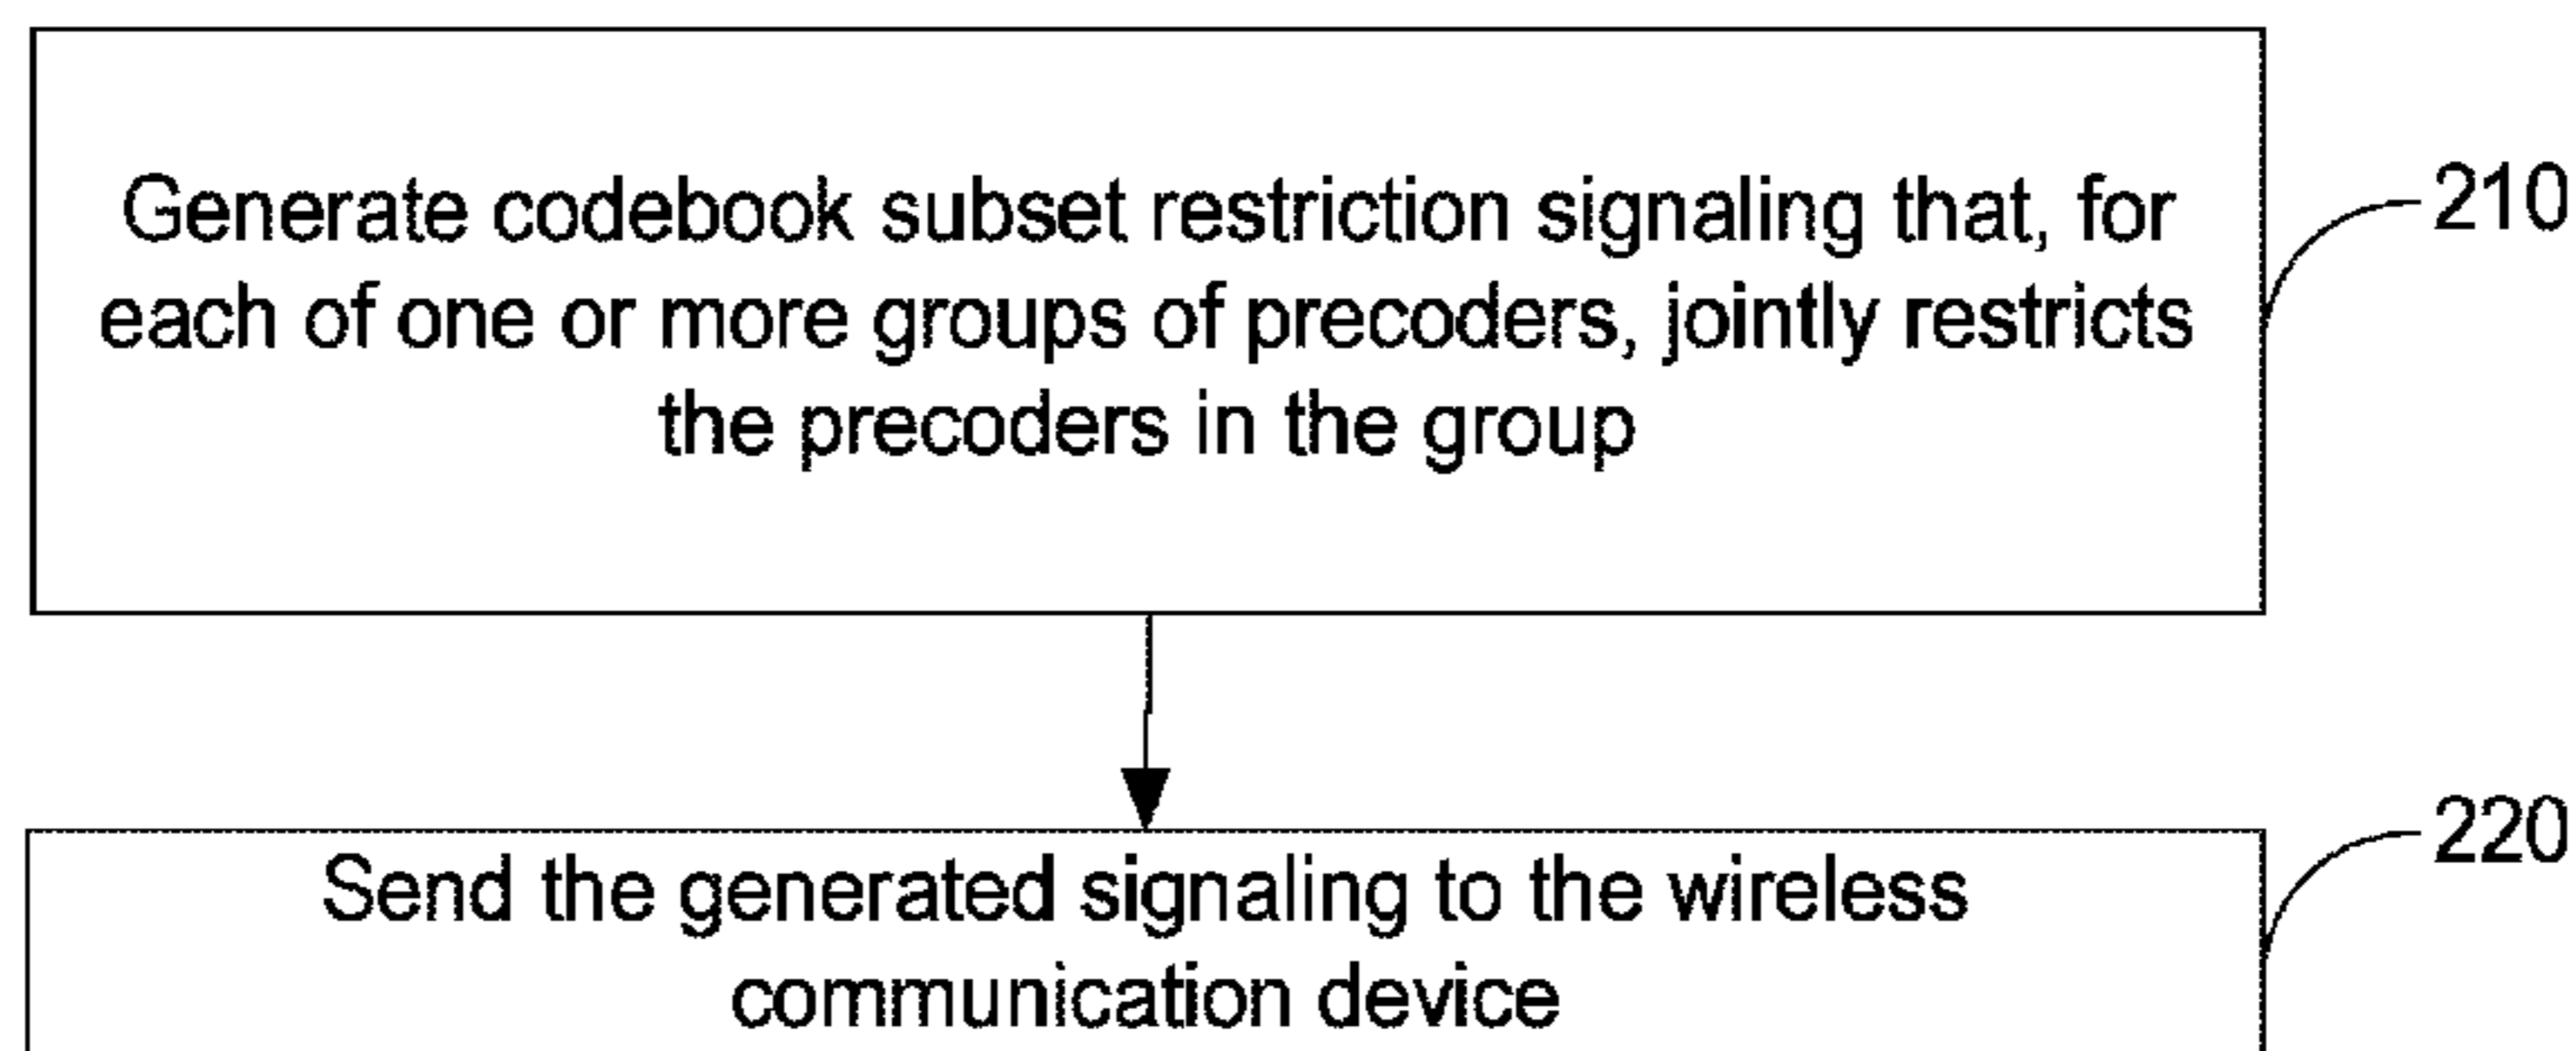 Generate codebook subset restriction signaling that, for
each of one or more groups of precoders, jointly restricts
the precoders in the group
210
Send the generated signaling to the wireless
communication device
220